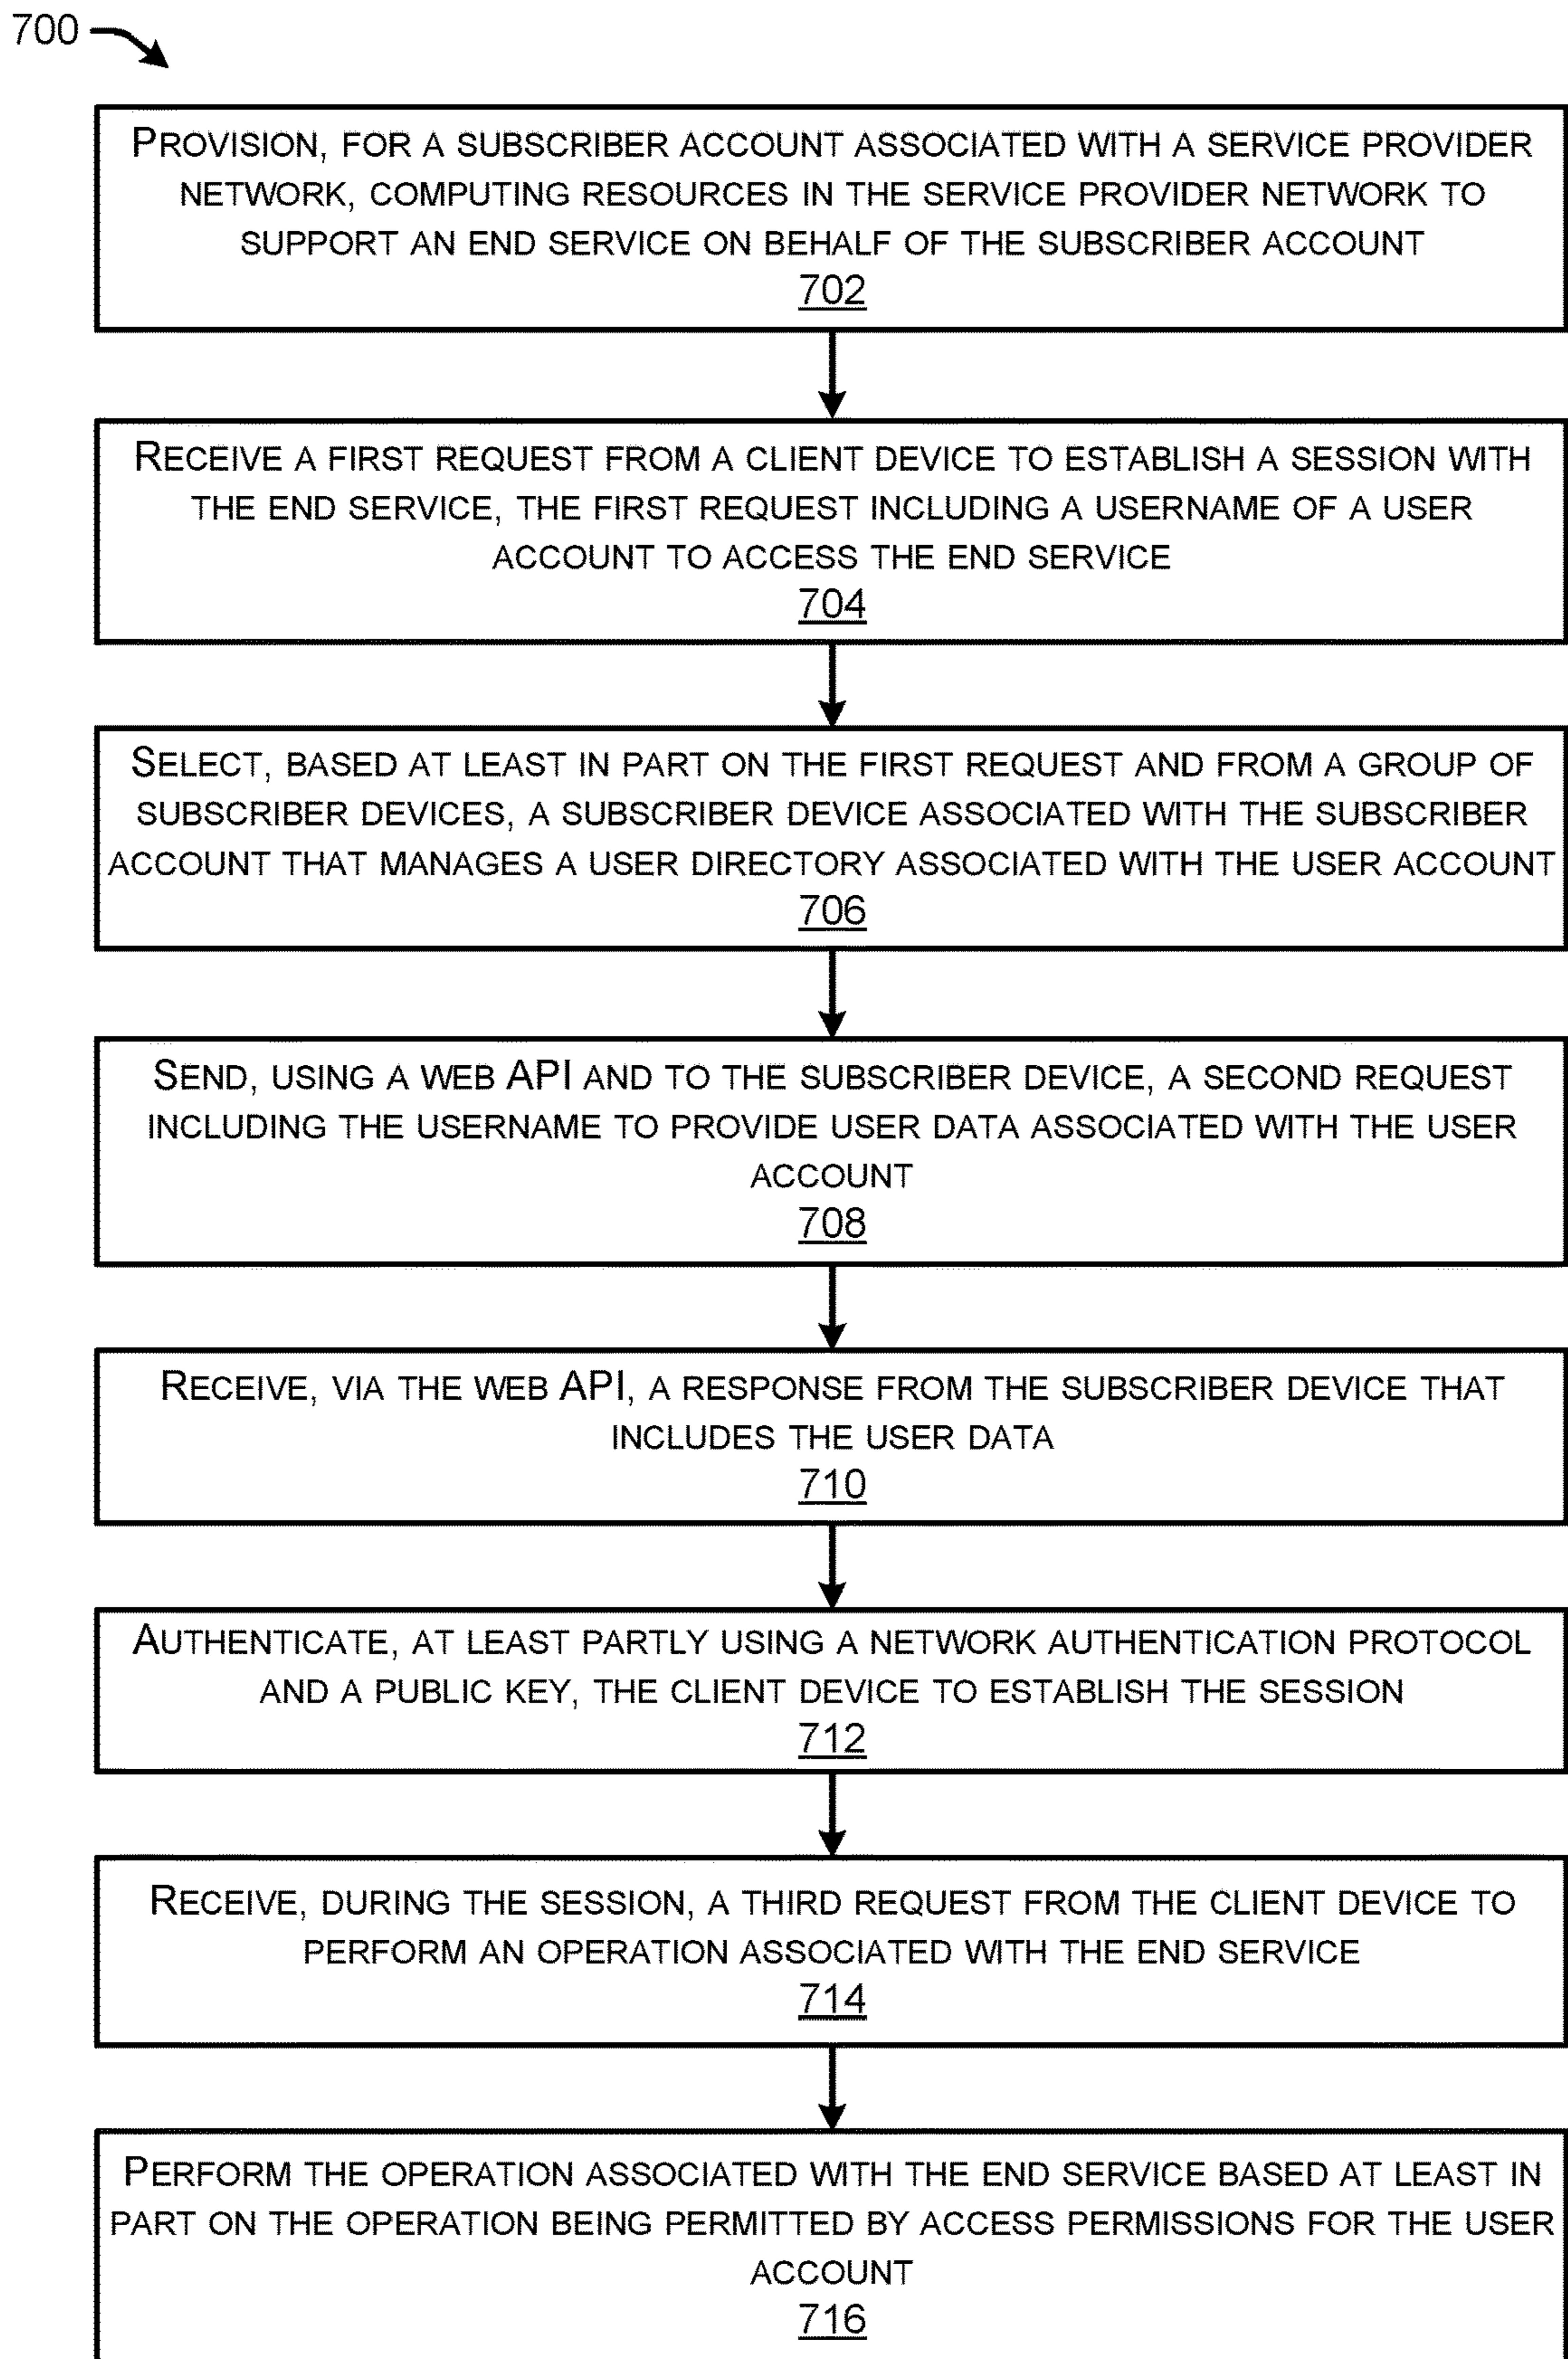 700
PROVISION, FOR A SUBSCRIBER ACCOUNT ASSOCIATED WITH A SERVICE PROVIDER
NETWORK, COMPUTING RESOURCES IN THE SERVICE PROVIDER NETWORK TO
SUPPORT AN END SERVICE ON BEHALF OF THE SUBSCRIBER ACCOUNT
702
RECEIVE A FIRST REQUEST FROM A CLIENT DEVICE TO ESTABLISH A SESSION WITH
THE END SERVICE, THE FIRST REQUEST INCLUDING A USERNAME OF A USER
ACCOUNT TO ACCESS THE END SERVICE
704
SELECT, BASED AT LEAST IN PART ON THE FIRST REQUEST AND FROM A GROUP OF
SUBSCRIBER DEVICES, A SUBSCRIBER DEVICE ASSOCIATED WITH THE SUBSCRIBER
ACCOUNT THAT MANAGES A USER DIRECTORY ASSOCIATED WITH THE USER ACCOUNT
706
SEND, USING A WEB API AND TO THE SUBSCRIBER DEVICE, A SECOND REQUEST
INCLUDING THE USERNAME TO PROVIDE USER DATA ASSOCIATED WITH THE USER
ACCOUNT
708
RECEIVE, VIA THE WEB API, A RESPONSE FROM THE SUBSCRIBER DEVICE THAT
INCLUDES THE USER DATA
710
AUTHENTICATE, AT LEAST PARTLY USING A NETWORK AUTHENTICATION PROTOCOL
AND A PUBLIC KEY, THE CLIENT DEVICE TO ESTABLISH THE SESSION
712
RECEIVE, DURING THE SESSION, A THIRD REQUEST FROM THE CLIENT DEVICE TO
PERFORM AN OPERATION ASSOCIATED WITH THE END SERVICE
714
PERFORM THE OPERATION ASSOCIATED WITH THE END SERVICE BASED AT LEAST IN
PART ON THE OPERATION BEING PERMITTED BY ACCESS PERMISSIONS FOR THE USER
ACCOUNT
716